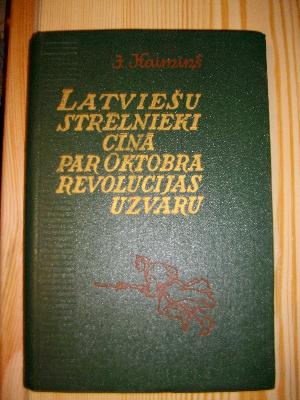 J. Kaimiņš
LATVIEŠU
STRĒLNIEKI
CĪŅĀ
PAR OKTOBRA
REVOLŪCIJAS
UZVARU